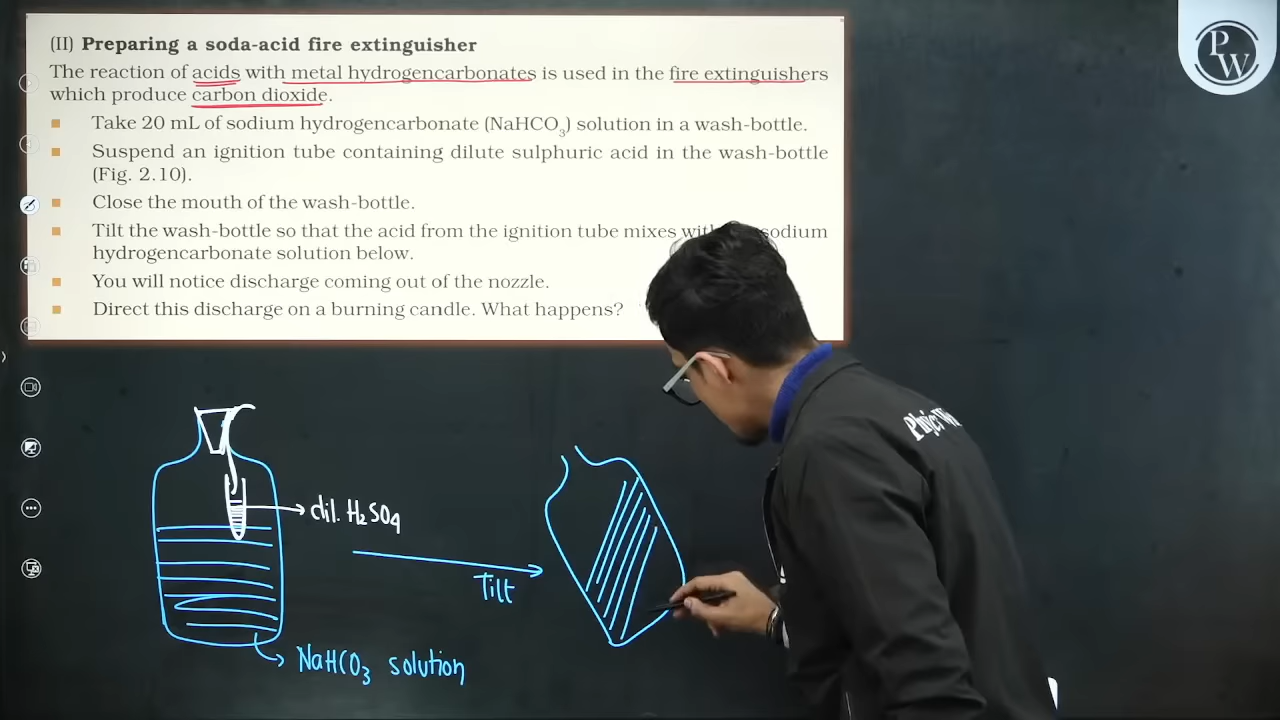 (II) Preparing a soda-acid fire extinguisher
The reaction of acids with metal hydrogencarbonates is used in the fire extinguishers
which produce carbon dioxide.
Take 20 mL of sodium hydrogencarbonate (NaHCO₃) solution in a wash-bottle.
Suspend an ignition tube containing dilute sulphuric acid in the wash-bottle
(Fig. 2.10).
Close the mouth of the wash-bottle.
Tilt the wash-bottle so that the acid from the ignition tube mixes sodium
hydrogencarbonate solution below.
You will notice discharge coming out of the nozzle.
Direct this discharge on a burning candle. What happens?
PW
dil. H₂SO₄
Tilt
NaHCO₃ solution